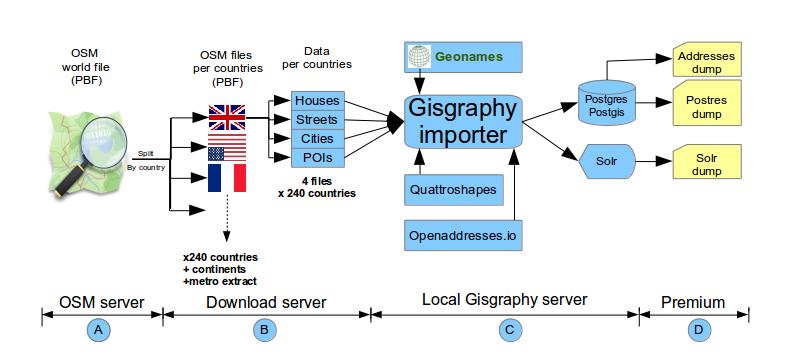 OSM
world file
(PBF)
OSM files
per countries
(PBF)
Data
per countries
Geonames
Addresses
dump
Houses
Streets
Cities
POIs
Gisgraphy
importer
Postgres
Postgis
Postres
dump
Split
By country
Solr
Solr
dump
4 files
x 240 countries
Quattroshapes
Openaddresses.io
x240 countries
+ continents
+metro extract
OSM server
Download server
Local Gisgraphy server
Premium
A
B
C
D